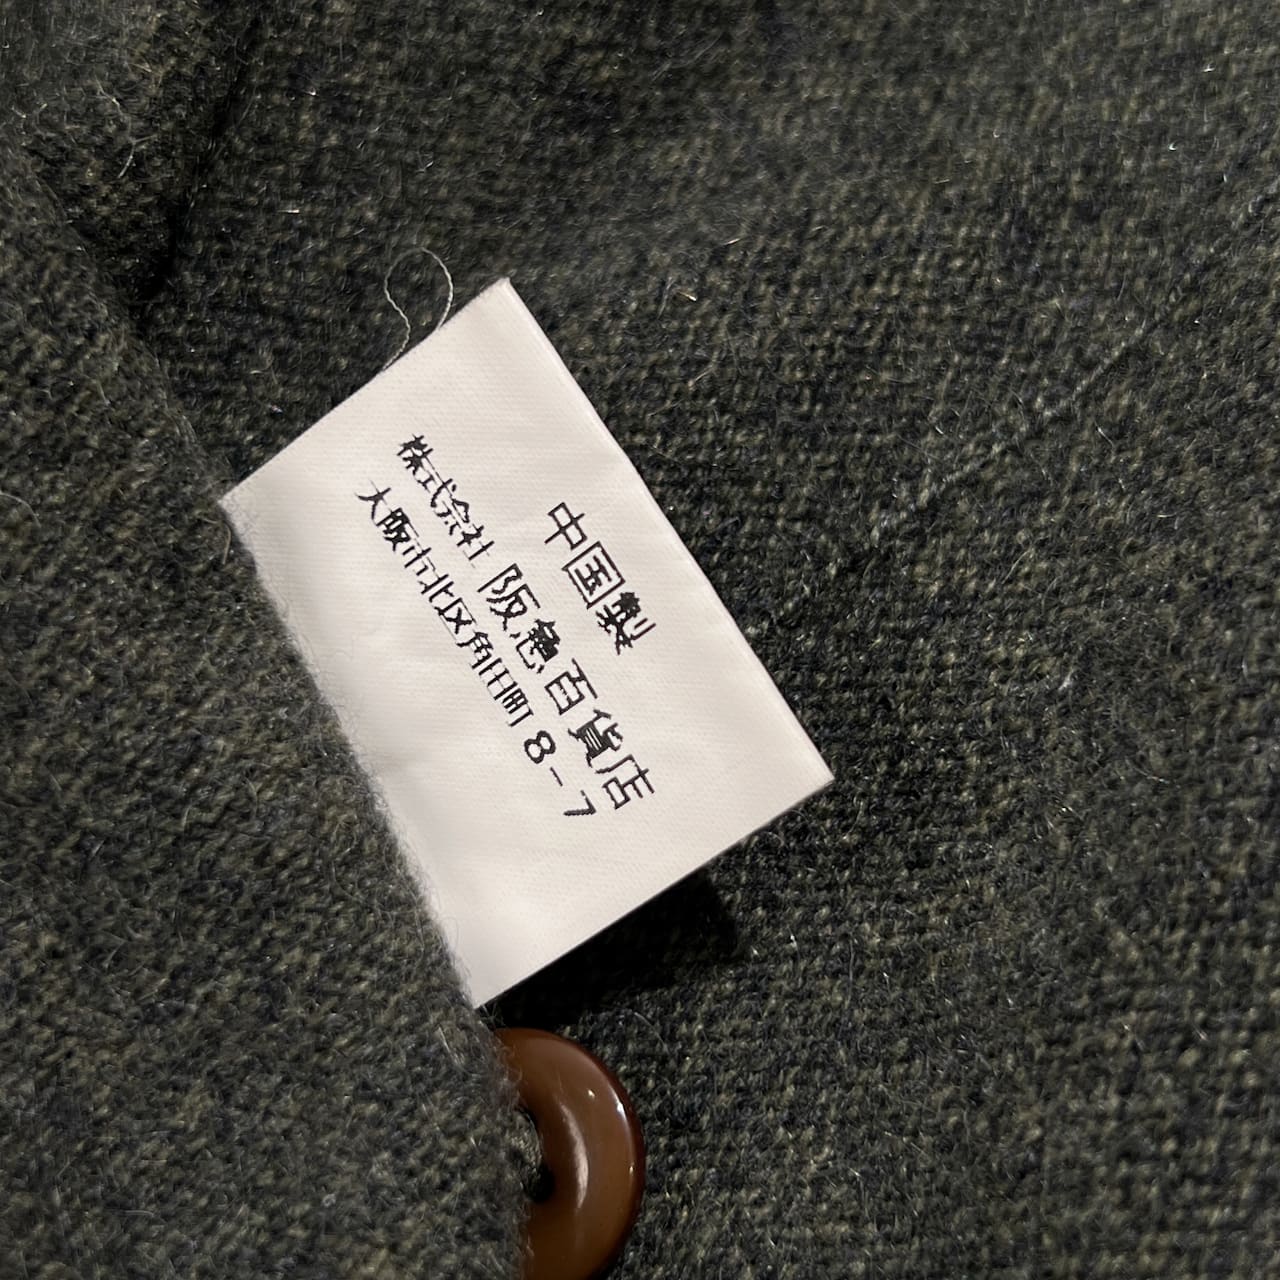 中国製
株式会社 阪急百貨店
大阪市北区角田町8-7